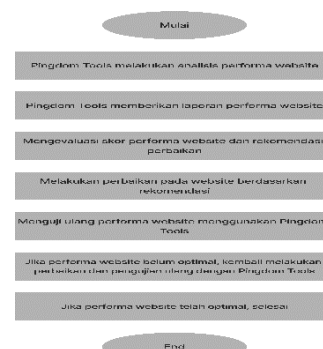 Mulai
Pingdom Tools melakukan analisis performa website
Pingdom Tools memberikan laporan performa website
Mengevaluasi skor performa website dan rekomendasi
perbaikan
Melakukan perbaikan pada website berdasarkan
rekomendasi
Menguji ulang performa website menggunakan Pingdom
Tools
Jika performa website belum optimal, kembali melakukan
perbaikan dan pengujian ulang dengan Pingdom Tools
Jika performa website telah optimal, selesai
End